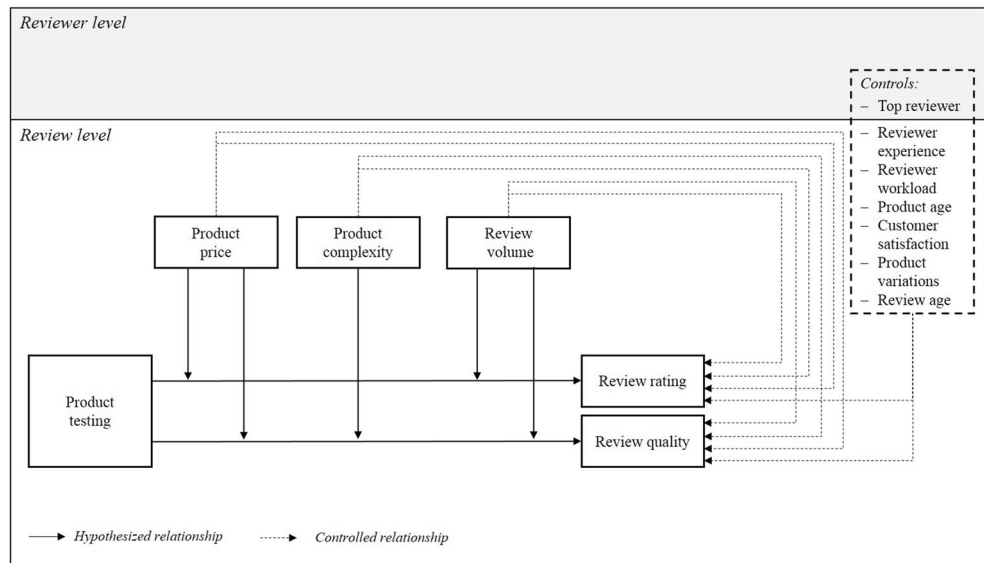 Reviewer level
Controls:
– Top reviewer
– Reviewer
experience
– Reviewer
workload
– Product age
– Customer
satisfaction
– Product
variations
– Review age
Review level
Product
price
Product
complexity
Review
volume
Product
testing
Review rating
Review quality
Hypothesized relationship
Controlled relationship